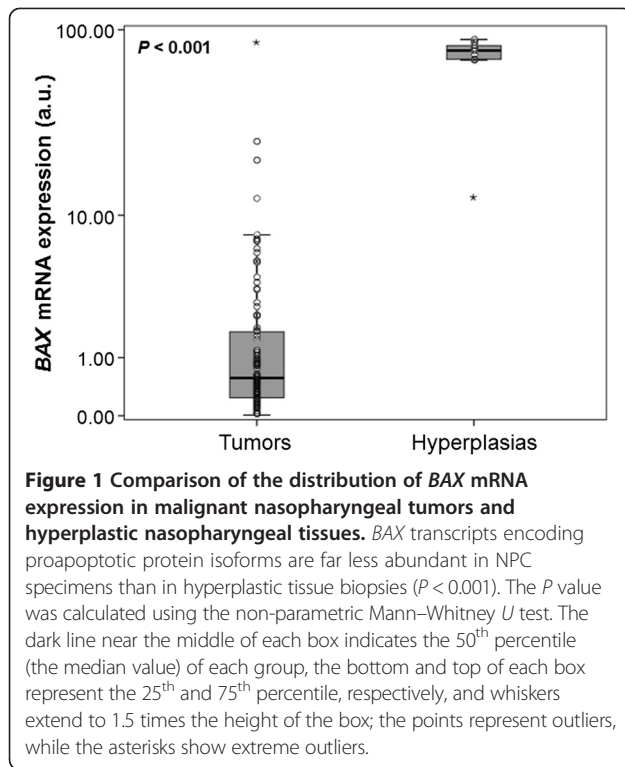 100.00
P < 0.001
10.00
1.00
0.00
BAX mRNA expression (a.u.)
Tumors
Hyperplasias
Figure 1 Comparison of the distribution of BAX mRNA
expression in malignant nasopharyngeal tumors and
hyperplastic nasopharyngeal tissues. BAX transcripts encoding
proapoptotic protein isoforms are far less abundant in NPC
specimens than in hyperplastic tissue biopsies (P < 0.001). The P value
was calculated using the non-parametric Mann–Whitney U test. The
dark line near the middle of each box indicates the 50th percentile
(the median value) of each group, the bottom and top of each box
represent the 25th and 75th percentile, respectively, and whiskers
extend to 1.5 times the height of the box; the points represent outliers,
while the asterisks show extreme outliers.